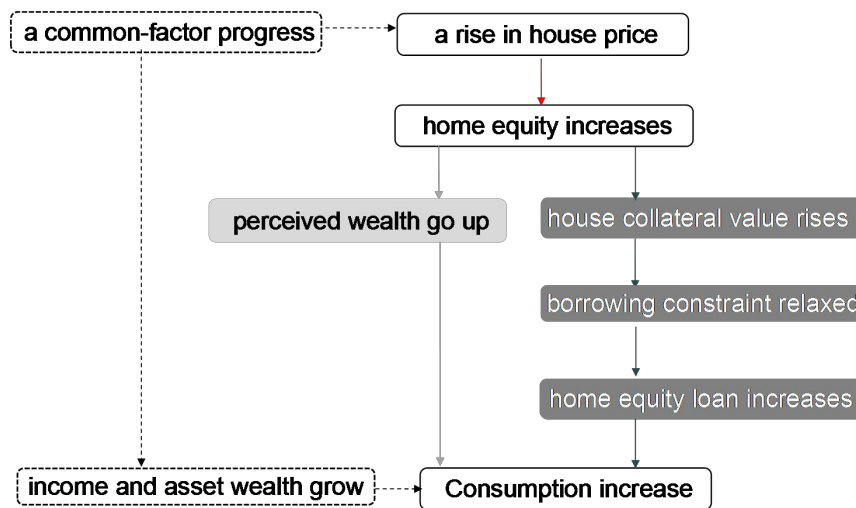 a common-factor progress
a rise in house price
home equity increases
perceived wealth go up
house collateral value rises
borrowing constraint relaxed
home equity loan increases
income and asset wealth grow
Consumption increase